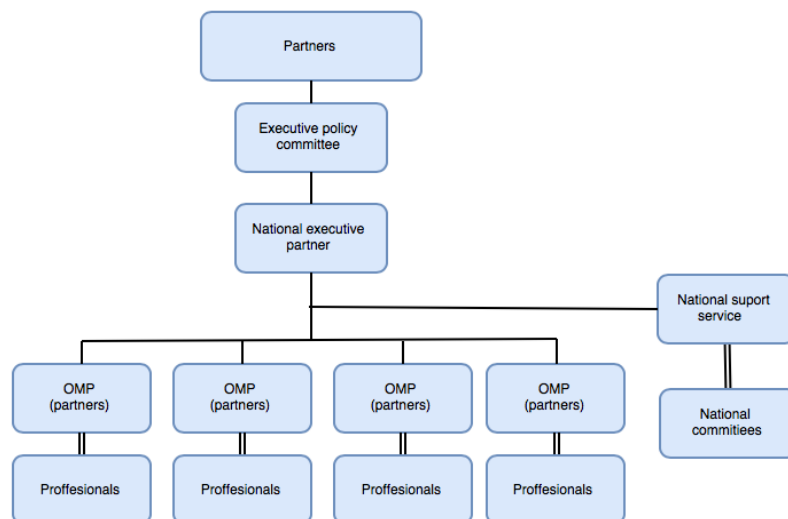 Partners
Executive policy
committee
National executive
partner
National suport
service
OMP
(partners)
OMP
(partners)
OMP
(partners)
OMP
(partners)
National
commitiees
Proffesionals
Proffesionals
Proffesionals
Proffesionals